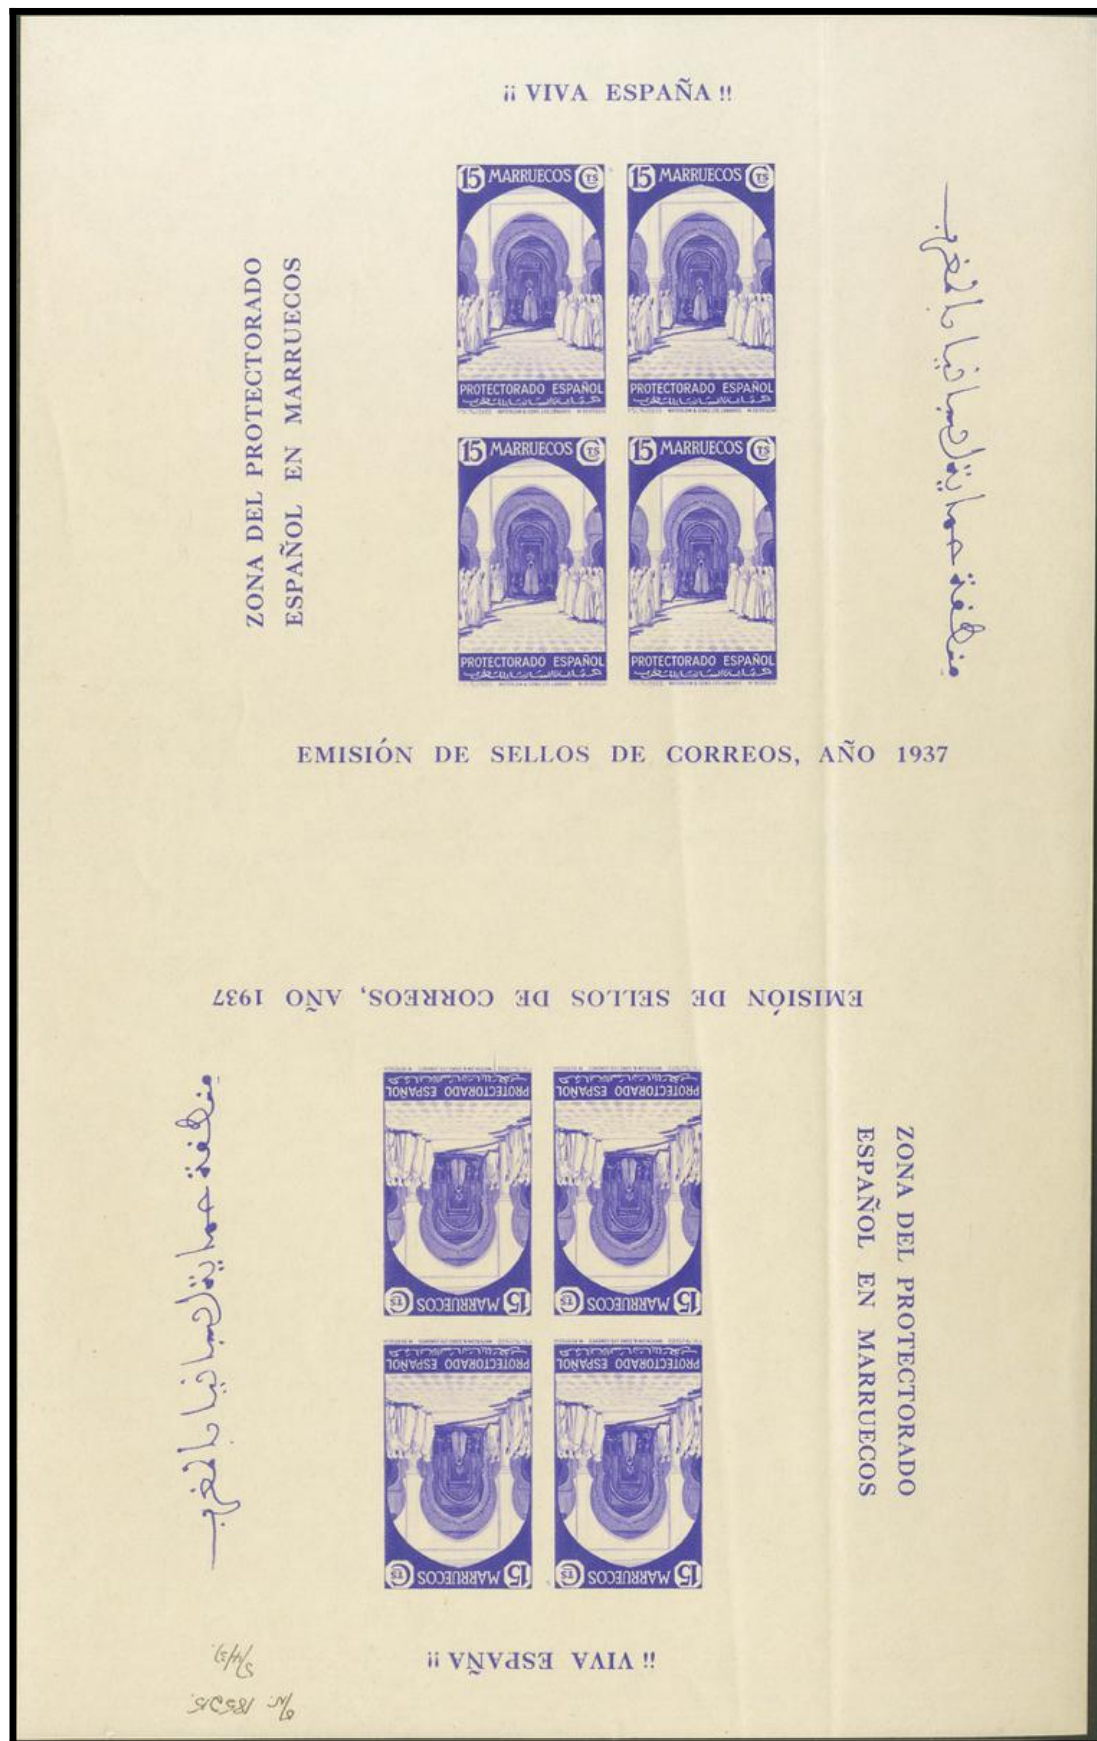 ¡¡ VIVA ESPAÑA !!
15 MARRUECOS CTS
PROTECTORADO ESPAÑOL
15 MARRUECOS CTS
PROTECTORADO ESPAÑOL
15 MARRUECOS CTS
PROTECTORADO ESPAÑOL
15 MARRUECOS CTS
PROTECTORADO ESPAÑOL
ZONA DEL PROTECTORADO
ESPAÑOL EN MARRUECOS
منطقة حماية اسبانيا بالمغرب
EMISIÓN DE SELLOS DE CORREOS, AÑO 1937
EMISIÓN DE SELLOS DE CORREOS, AÑO 1937
منطقة حماية اسبانيا بالمغرب
PROTECTORADO ESPAÑOL
15 MARRUECOS CTS
PROTECTORADO ESPAÑOL
15 MARRUECOS CTS
PROTECTORADO ESPAÑOL
15 MARRUECOS CTS
PROTECTORADO ESPAÑOL
15 MARRUECOS CTS
ZONA DEL PROTECTORADO
ESPAÑOL EN MARRUECOS
¡¡ VIVA ESPAÑA !!